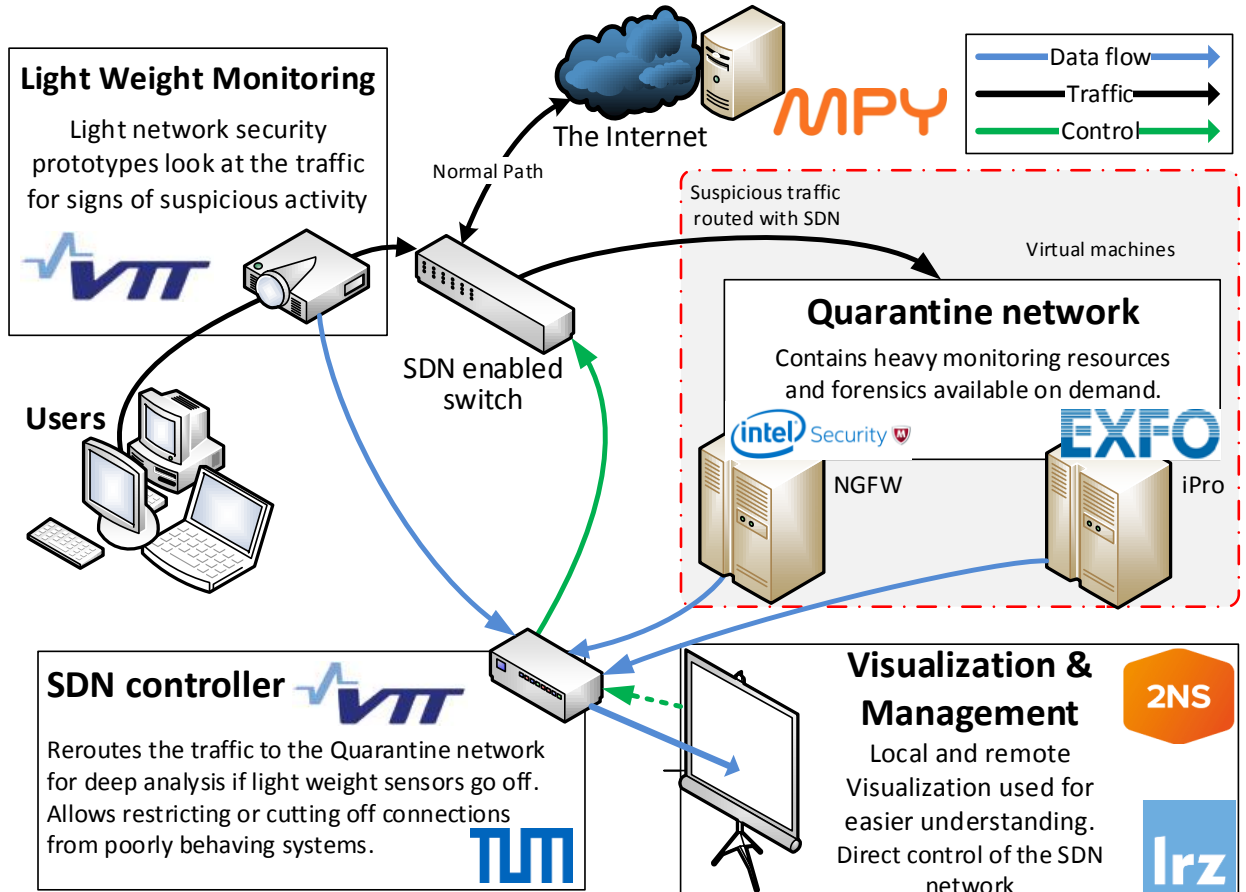 Light Weight Monitoring
Light network security
prototypes look at the traffic
for signs of suspicious activity
VTT
The Internet
MPY
Data flow
Traffic
Control
Normal Path
Suspicious traffic
routed with SDN
Virtual machines
Quarantine network
Contains heavy monitoring resources
and forensics available on demand.
intel Security
EXFO
NGFW
iPro
SDN enabled
switch
Users
SDN controller
VTT
Reroutes the traffic to the Quarantine network
for deep analysis if light weight sensors go off.
Allows restricting or cutting off connections
from poorly behaving systems.
TUM
Visualization &
Management
2NS
Local and remote
Visualization used for
easier understanding.
Direct control of the SDN
network
lrz